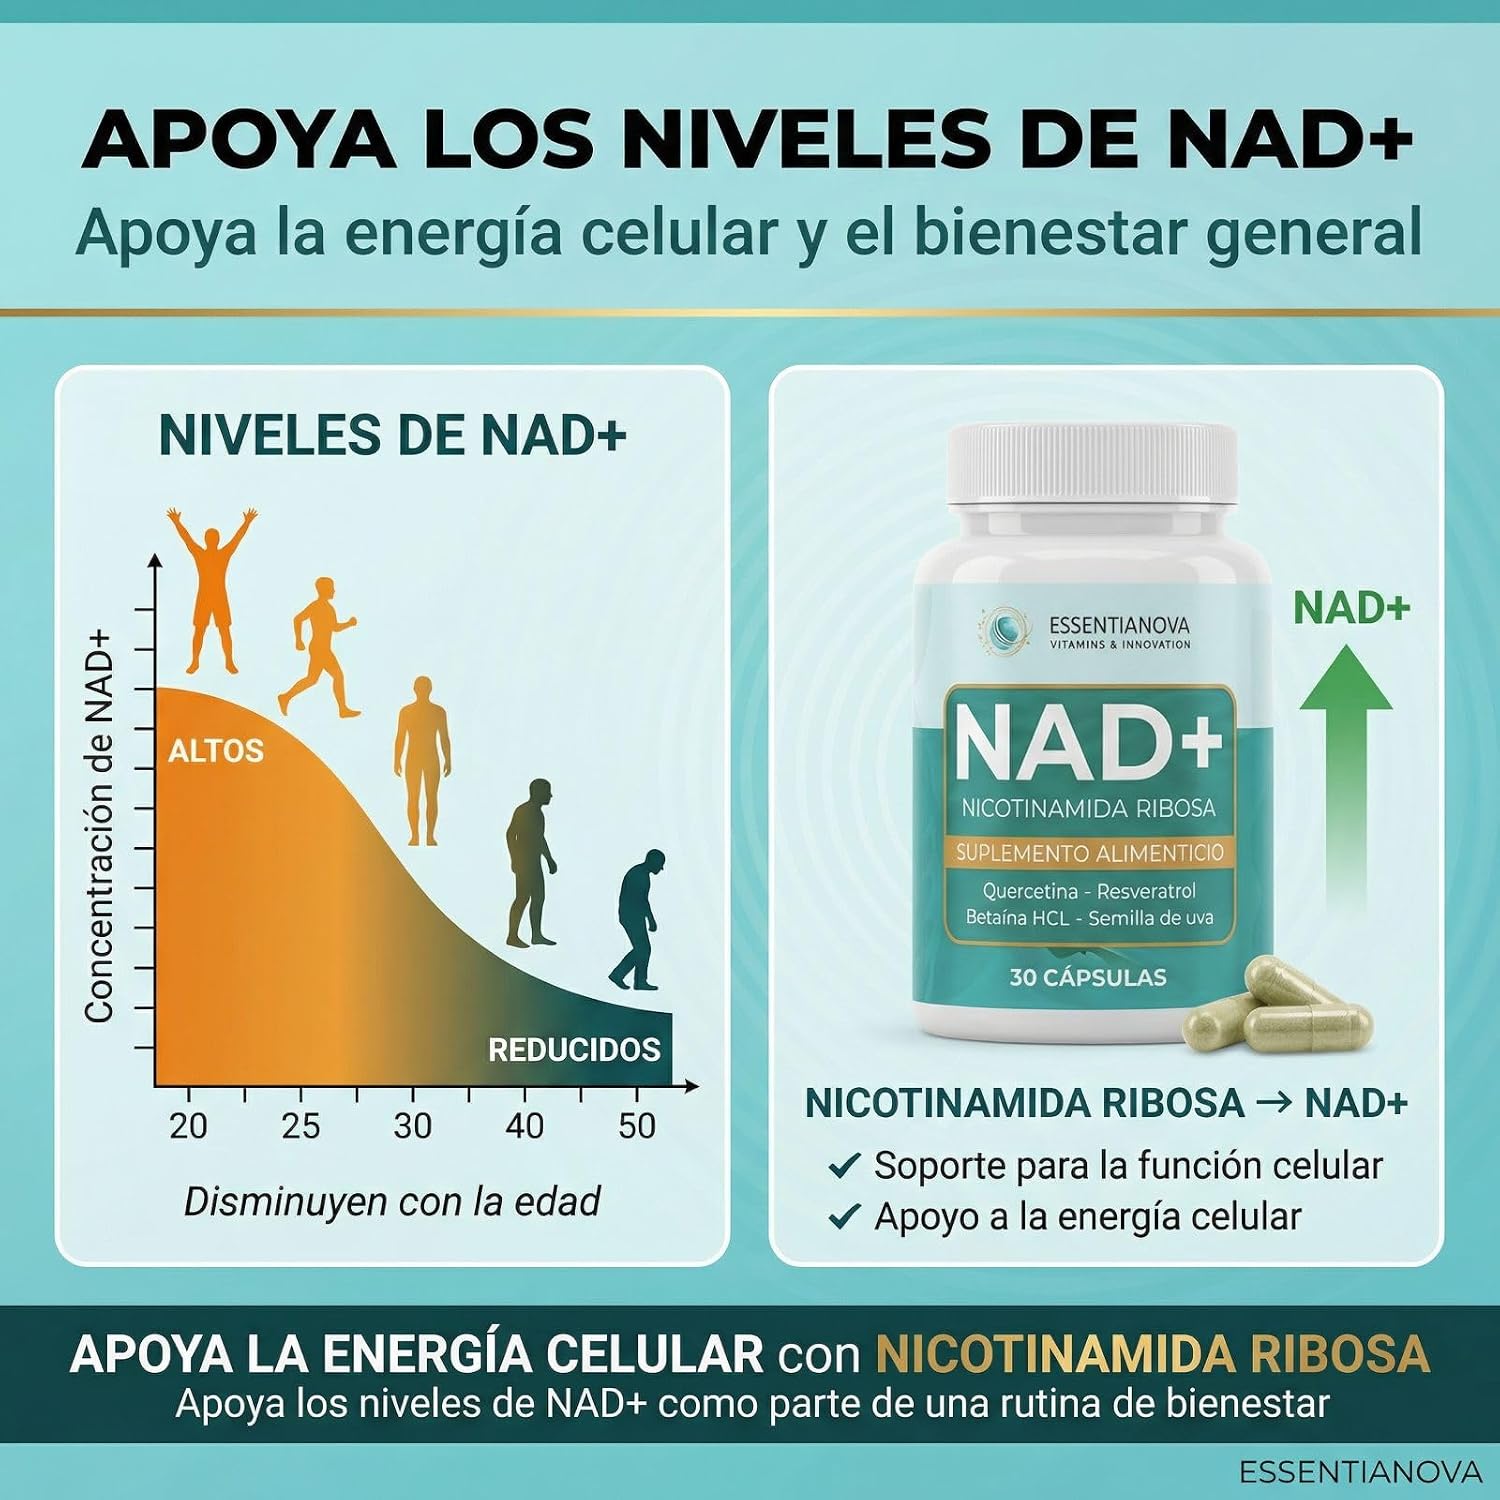 APOYA LOS NIVELES DE NAD+
Apoya la energía celular y el bienestar general
NIVELES DE NAD+
Concentración de NAD+
ALTOS
REDUCIDOS
20 25 30 40 50
Disminuyen con la edad
ESSENTIANOVA
VITAMINS & INNOVATION
NAD+
NICOTINAMIDA RIBOSA
SUPLEMENTO ALIMENTICIO
Quercetina - Resveratrol
Betaína HCL - Semilla de uva
30 CÁPSULAS
NAD+
NICOTINAMIDA RIBOSA → NAD+
✓ Soporte para la función celular
✓ Apoyo a la energía celular
APOYA LA ENERGÍA CELULAR con NICOTINAMIDA RIBOSA
Apoya los niveles de NAD+ como parte de una rutina de bienestar
ESSENTIANOVA